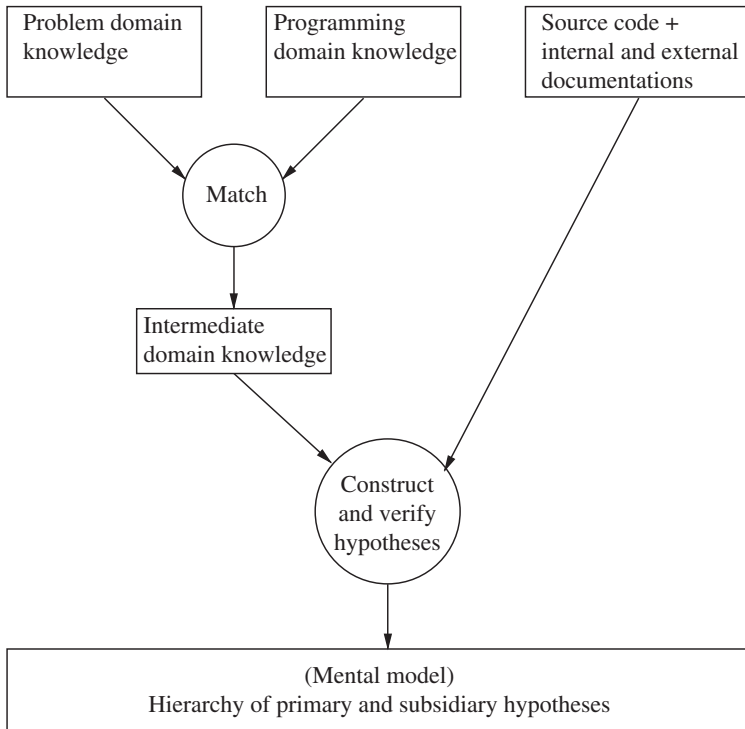 Problem domain
knowledge
Programming
domain knowledge
Source code +
internal and external
documentations
Match
Intermediate
domain knowledge
Construct
and verify
hypotheses
(Mental model)
Hierarchy of primary and subsidiary hypotheses